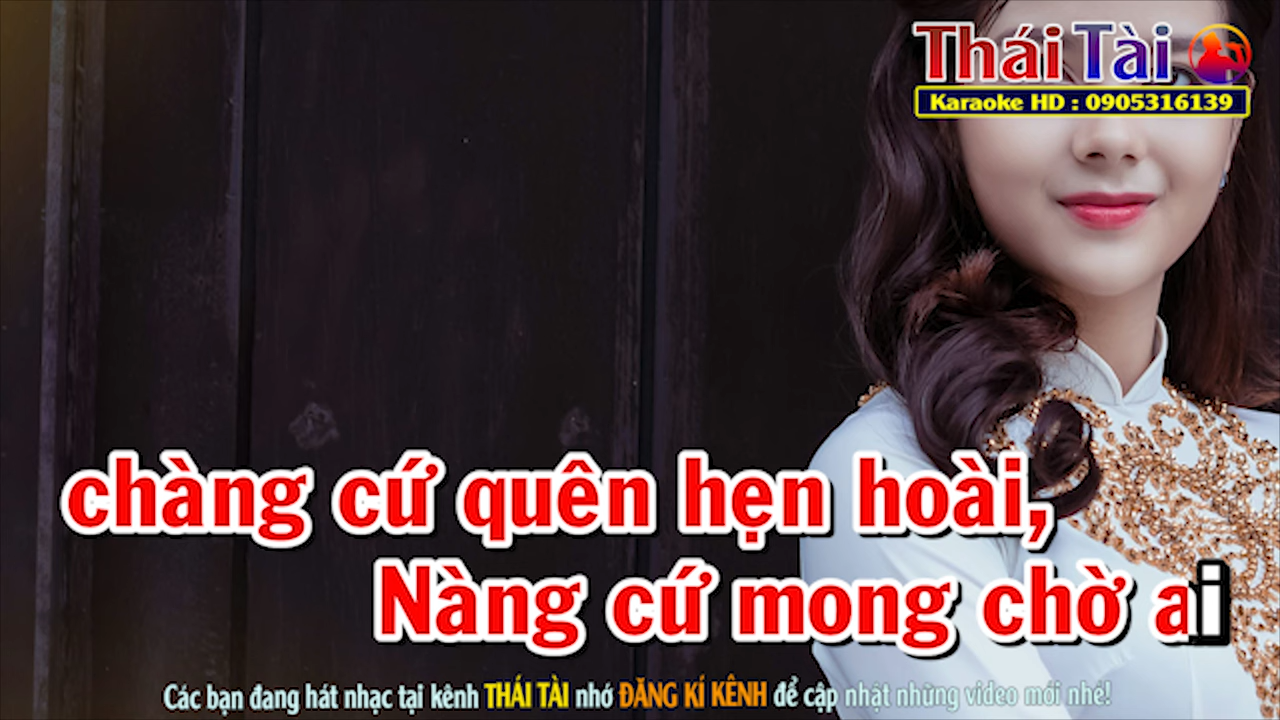 Thái Tài
Karaoke HD : 0905316139
chàng cứ quên hẹn hoài,
Nàng cứ mong chờ ai
Các bạn đang hát nhạc tại kênh THÁI TÀI nhớ ĐĂNG KÍ KÊNH để cập nhật những video mới nhé!